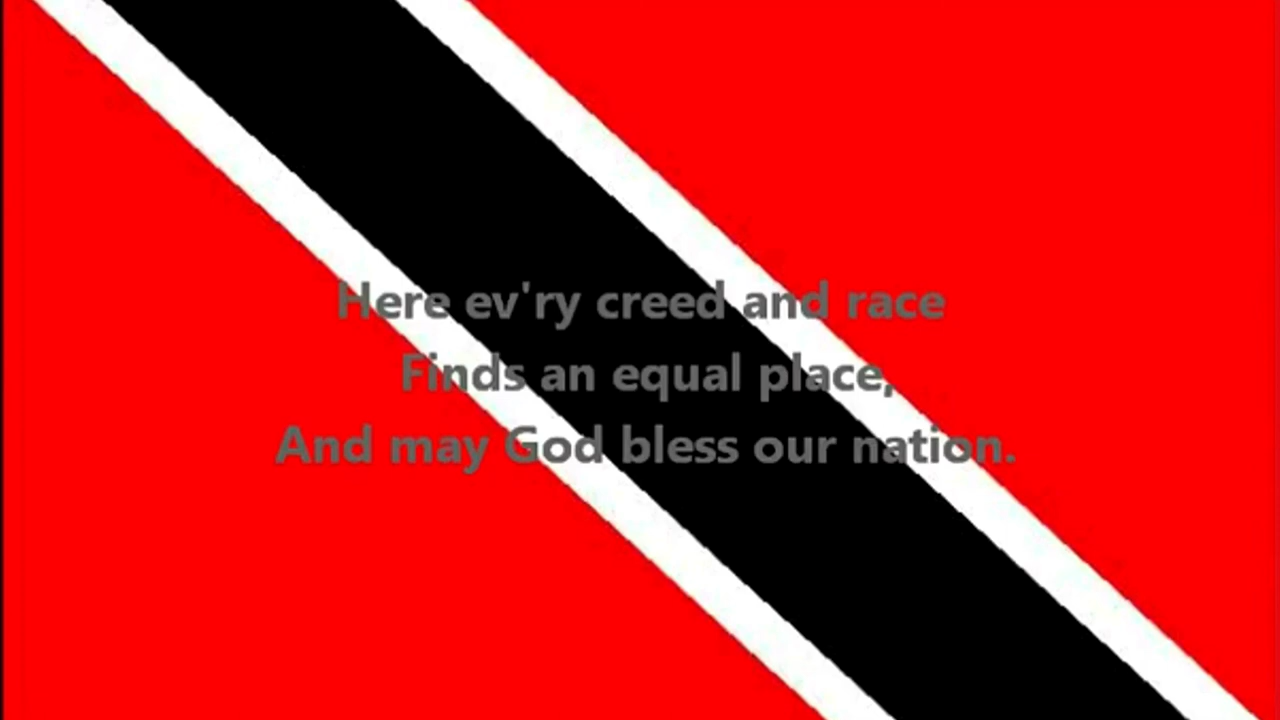 Here ev'ry creed and race
Finds an equal place,
And may God bless our nation.